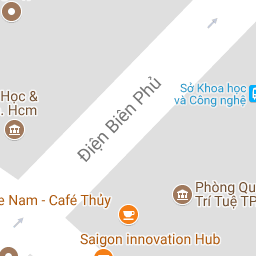 Học &
. Hcm
Điện Biên Phủ
Sở Khoa học
và Công nghệ
Phòng Qu
Trí Tuệ TP
e Nam - Café Thủy
Saigon innovation Hub